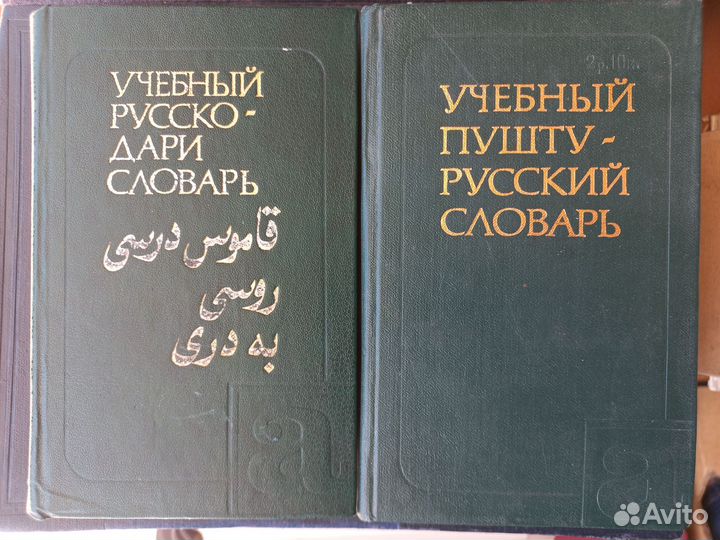 УЧЕБНЫЙ
РУССКО-
ДАРИ
СЛОВАРЬ
قاموس درسی
روسی
به دری
2р.10к.
УЧЕБНЫЙ
ПУШТУ-
РУССКИЙ
СЛОВАРЬ
Avito